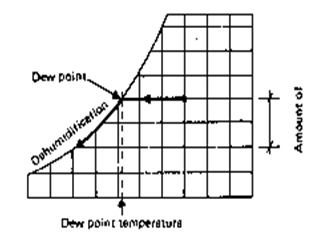 Dew point
Dehumidification
Amount of
Dew point temperature